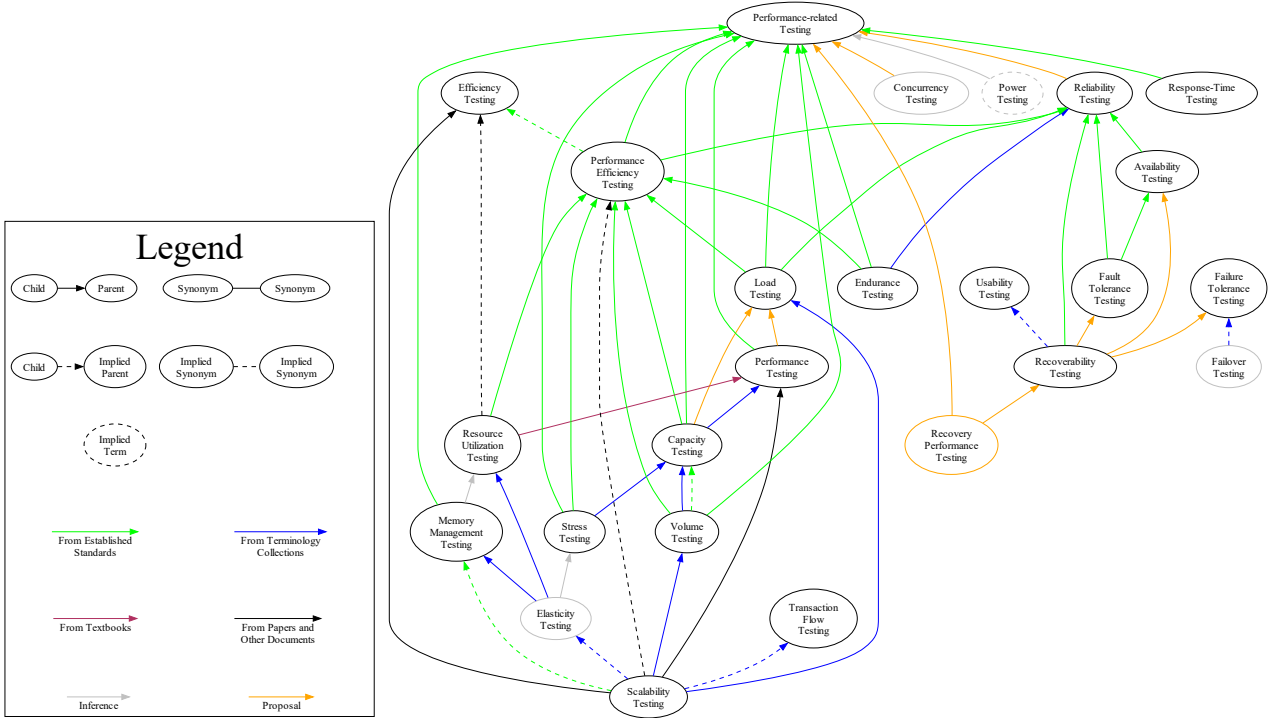 Performance-related
Testing
Efficiency
Testing
Concurrency
Testing
Power
Testing
Reliability
Testing
Response-Time
Testing
Performance
Efficiency
Testing
Availability
Testing
Legend
Child
Parent
Synonym
Synonym
Load
Testing
Endurance
Testing
Usability
Testing
Fault
Tolerance
Testing
Failure
Tolerance
Testing
Child
Implied
Parent
Implied
Synonym
Implied
Synonym
Performance
Testing
Recoverability
Testing
Failover
Testing
Implied
Term
Resource
Utilization
Testing
Capacity
Testing
Recovery
Performance
Testing
From Established
Standards
From Terminology
Collections
Memory
Management
Testing
Stress
Testing
Volume
Testing
From Textbooks
From Papers and
Other Documents
Elasticity
Testing
Transaction
Flow
Testing
Inference
Proposal
Scalability
Testing